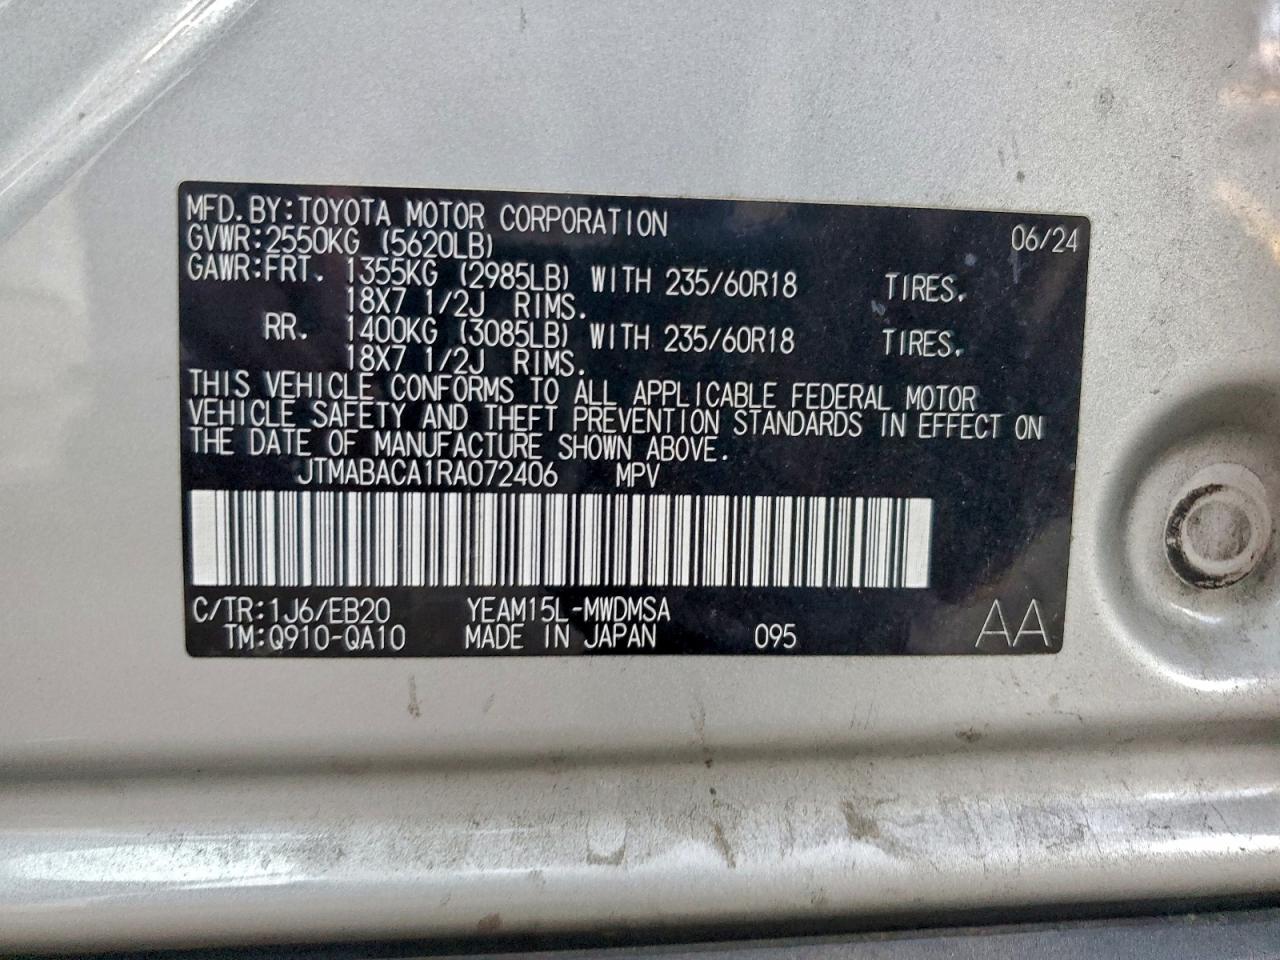 MFD.BY:TOYOTA MOTOR CORPORATION 06/24
GVWR:2550KG (5620LB)
GAWR:FRT. 1355KG (2985LB) WITH 235/60R18 TIRES.
18X7 1/2J RIMS.
RR. 1400KG (3085LB) WITH 235/60R18 TIRES.
18X7 1/2J RIMS.
THIS VEHICLE CONFORMS TO ALL APPLICABLE FEDERAL MOTOR
VEHICLE SAFETY AND THEFT PREVENTION STANDARDS IN EFFECT ON
THE DATE OF MANUFACTURE SHOWN ABOVE.
JTMABACA1RA072406 MPV
C/TR:1J6/EB20 YEAM15L-MWDMSA
TM:Q910-QA10 MADE IN JAPAN 095 AA